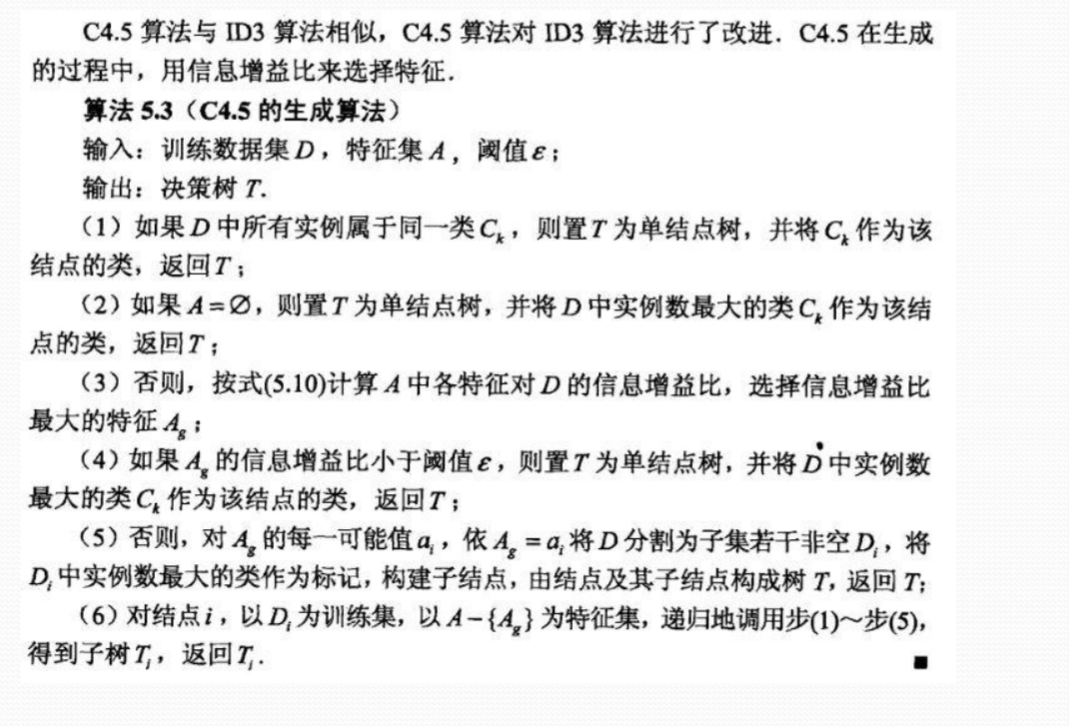 C4.5 算法与 ID3 算法相似，C4.5 算法对 ID3 算法进行了改进．C4.5 在生成
的过程中，用信息增益比来选择特征．
算法 5.3（C4.5 的生成算法）
输入：训练数据集 D，特征集 A，阈值 ε；
输出：决策树 T.
（1）如果 D 中所有实例属于同一类 Cₖ，则置 T 为单结点树，并将 Cₖ 作为该
结点的类，返回 T；
（2）如果 A=∅，则置 T 为单结点树，并将 D 中实例数最大的类 Cₖ 作为该结
点的类，返回 T；
（3）否则，按式(5.10)计算 A 中各特征对 D 的信息增益比，选择信息增益比
最大的特征 A_g；
（4）如果 A_g 的信息增益比小于阈值 ε，则置 T 为单结点树，并将 D 中实例数
最大的类 Cₖ 作为该结点的类，返回 T；
（5）否则，对 A_g 的每一可能值 aᵢ，依 A_g = aᵢ 将 D 分割为子集若干非空 Dᵢ，将
Dᵢ 中实例数最大的类作为标记，构建子结点，由结点及其子结点构成树 T，返回 T；
（6）对结点 i，以 Dᵢ 为训练集，以 A−{A_g} 为特征集，递归地调用步(1)～步(5)，
得到子树 Tᵢ，返回 Tᵢ．